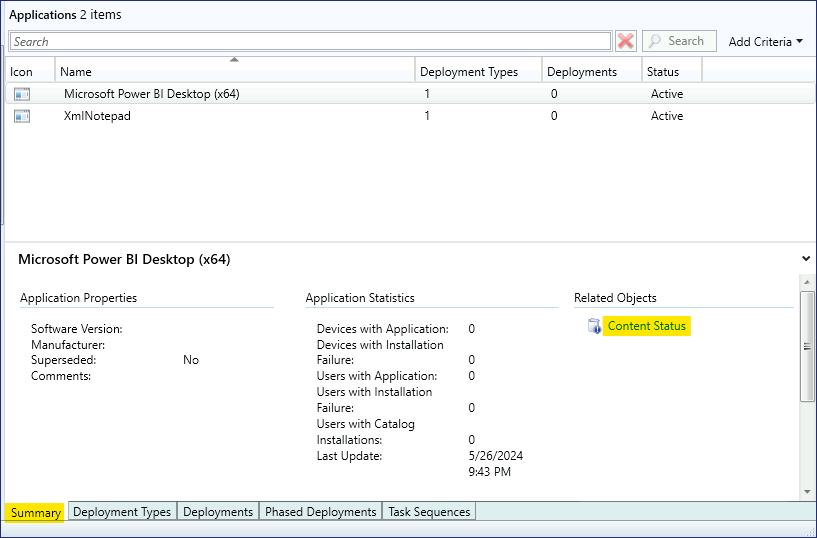 Applications 2 items
Search Search Add Criteria
Icon Name Deployment Types Deployments Status
Microsoft Power BI Desktop (x64) 1 0 Active
XmlNotepad 1 0 Active
Microsoft Power BI Desktop (x64)
Application Properties
Software Version:
Manufacturer:
Superseded: No
Comments:
Application Statistics
Devices with Application: 0
Devices with Installation
Failure: 0
Users with Application: 0
Users with Installation
Failure: 0
Users with Catalog
Installations: 0
Last Update: 5/26/2024
9:43 PM
Related Objects
Content Status
Summary Deployment Types Deployments Phased Deployments Task Sequences